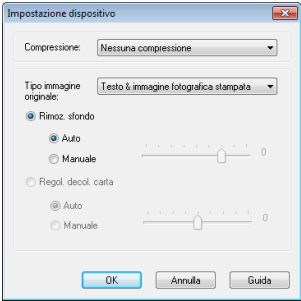 Impostazione dispositivo
Compressione: Nessuna compressione
Tipo immagine originale: Testo & immagine fotografica stampata
Rimoz. sfondo
Auto
Manuale 0
Regol. decol. carta
Auto
Manuale 0
OK Annulla Guida